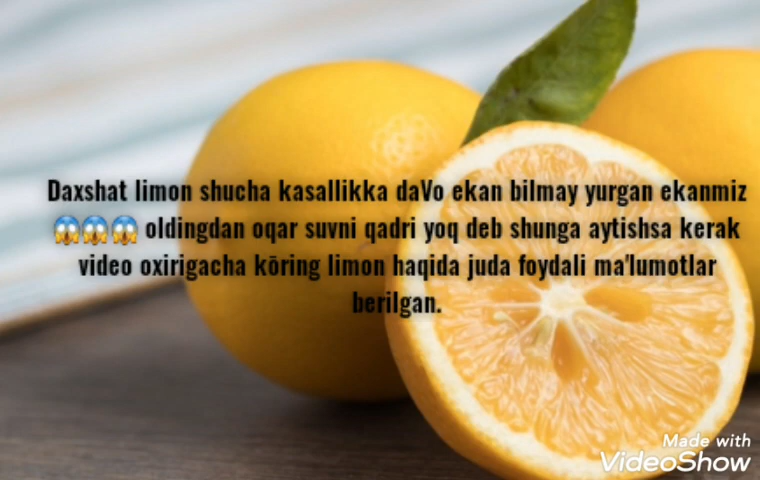 Daxshat limon shucha kasallikka daVo ekan bilmay yurgan ekanmiz
😱😱😱 oldingdan oqar suvni qadri yoq deb shunga aytishsa kerak
video oxirigacha kōring limon haqida juda foydali ma'lumotlar
berilgan.
Made with
VideoShow